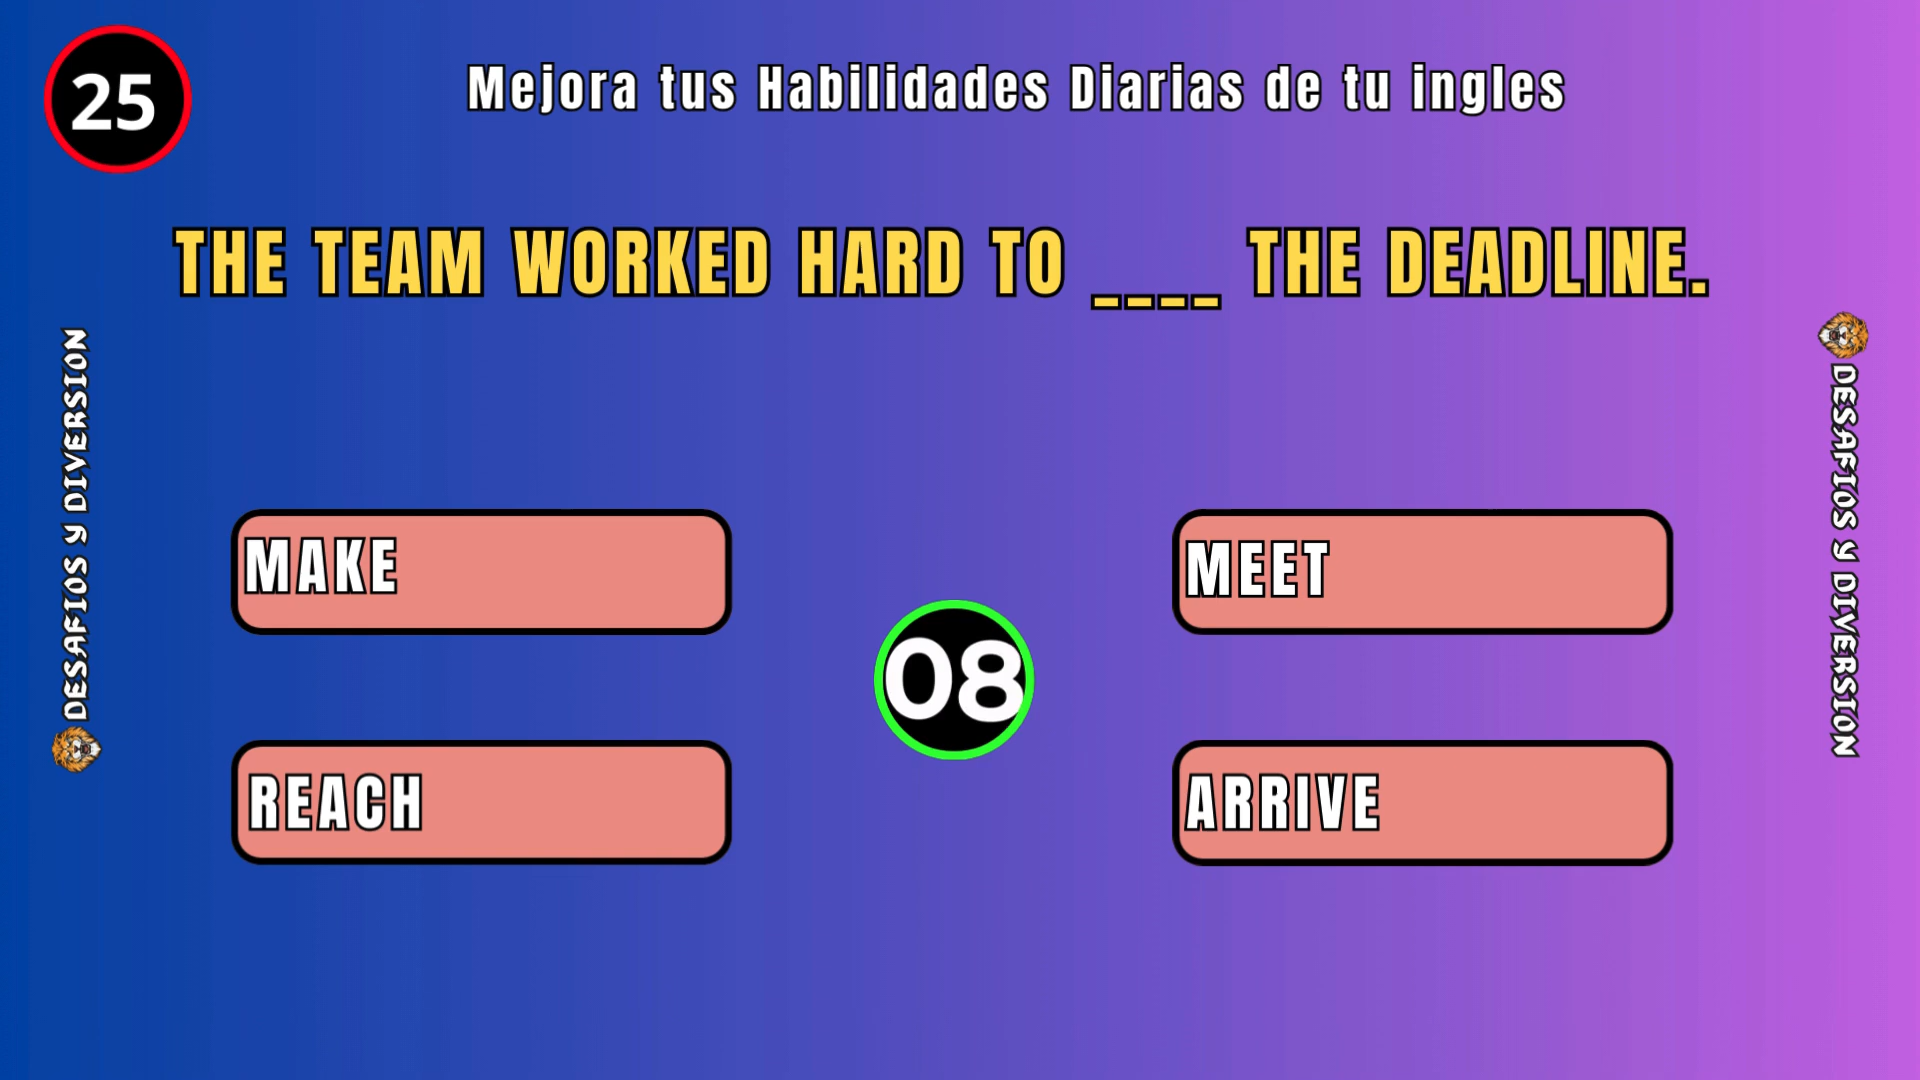 25
Mejora tus Habilidades Diarias de tu ingles
THE TEAM WORKED HARD TO ____ THE DEADLINE.
DESAFIOS Y DIVERSION
DESAFIOS Y DIVERSION
MAKE
MEET
08
REACH
ARRIVE